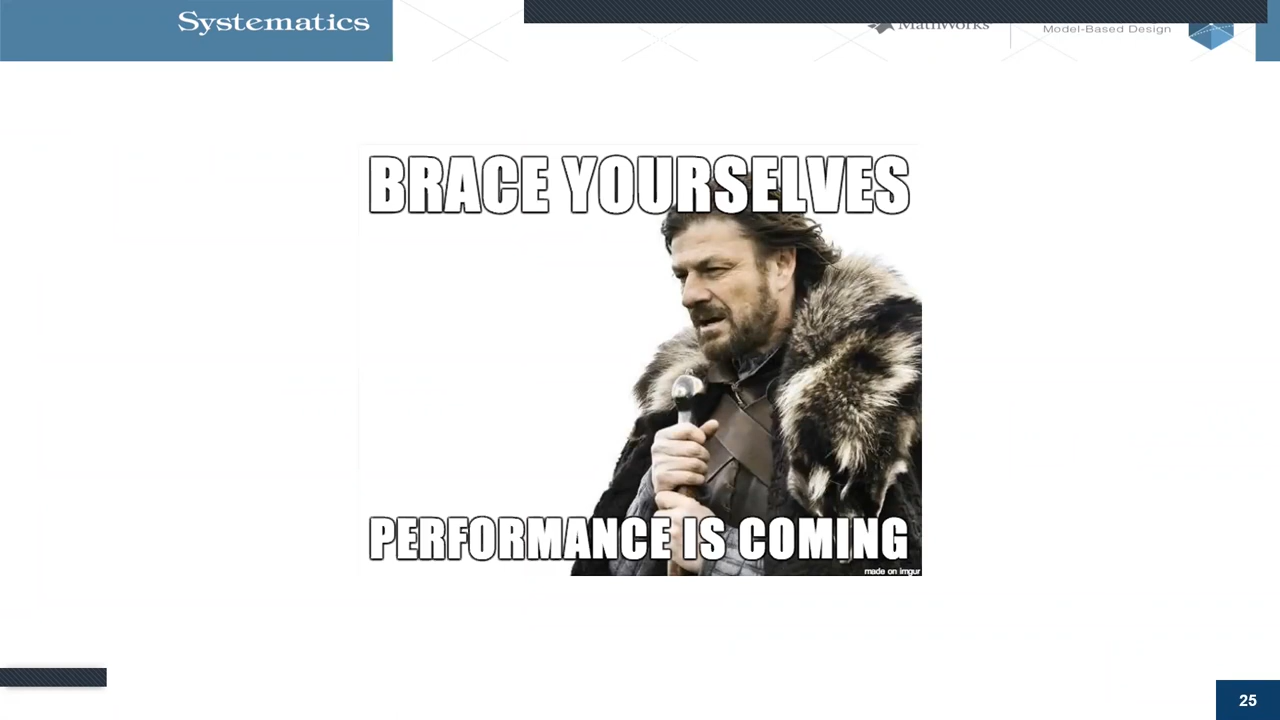 Systematics
MathWorks
Model-Based Design
BRACE YOURSELVES
PERFORMANCE IS COMING
made on imgur
25